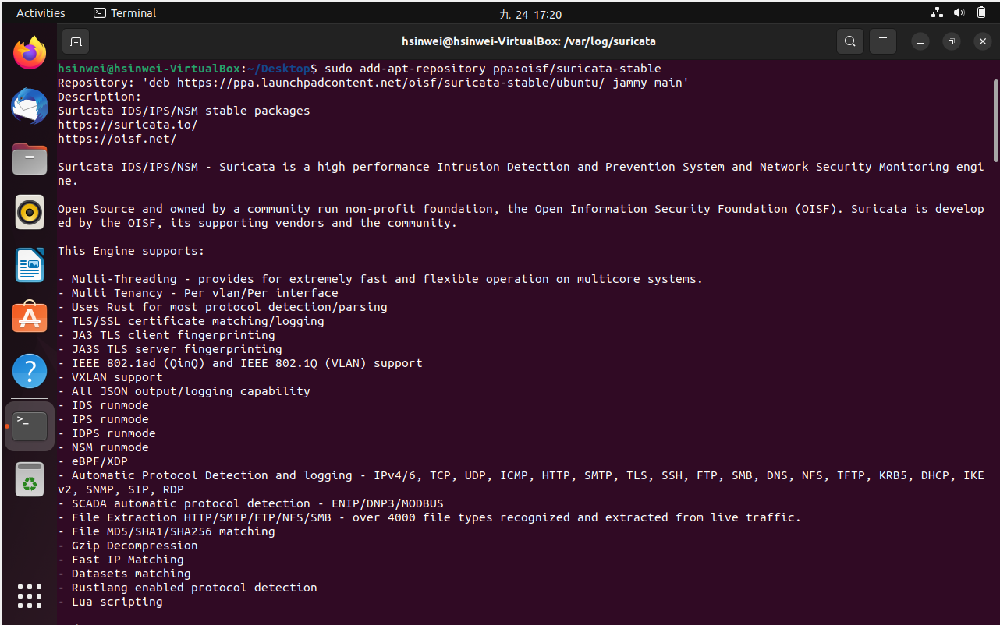 Activities
Terminal
九 24 17:20
hsinwei@hsinwei-VirtualBox: /var/log/suricata
hsinwei@hsinwei-VirtualBox:~/Desktop$ sudo add-apt-repository ppa:oisf/suricata-stable
Repository: 'deb https://ppa.launchpadcontent.net/oisf/suricata-stable/ubuntu/ jammy main'
Description:
Suricata IDS/IPS/NSM stable packages
https://suricata.io/
https://oisf.net/
Suricata IDS/IPS/NSM - Suricata is a high performance Intrusion Detection and Prevention System and Network Security Monitoring engi
ne.
Open Source and owned by a community run non-profit foundation, the Open Information Security Foundation (OISF). Suricata is develop
ed by the OISF, its supporting vendors and the community.
This Engine supports:
- Multi-Threading - provides for extremely fast and flexible operation on multicore systems.
- Multi Tenancy - Per vlan/Per interface
- Uses Rust for most protocol detection/parsing
- TLS/SSL certificate matching/logging
- JA3 TLS client fingerprinting
- JA3S TLS server fingerprinting
- IEEE 802.1ad (QinQ) and IEEE 802.1Q (VLAN) support
- VXLAN support
- All JSON output/logging capability
- IDS runmode
- IPS runmode
- IDPS runmode
- NSM runmode
- eBPF/XDP
- Automatic Protocol Detection and logging - IPv4/6, TCP, UDP, ICMP, HTTP, SMTP, TLS, SSH, FTP, SMB, DNS, NFS, TFTP, KRB5, DHCP, IKE
v2, SNMP, SIP, RDP
- SCADA automatic protocol detection - ENIP/DNP3/MODBUS
- File Extraction HTTP/SMTP/FTP/NFS/SMB - over 4000 file types recognized and extracted from live traffic.
- File MD5/SHA1/SHA256 matching
- Gzip Decompression
- Fast IP Matching
- Datasets matching
- Rustlang enabled protocol detection
- Lua scripting